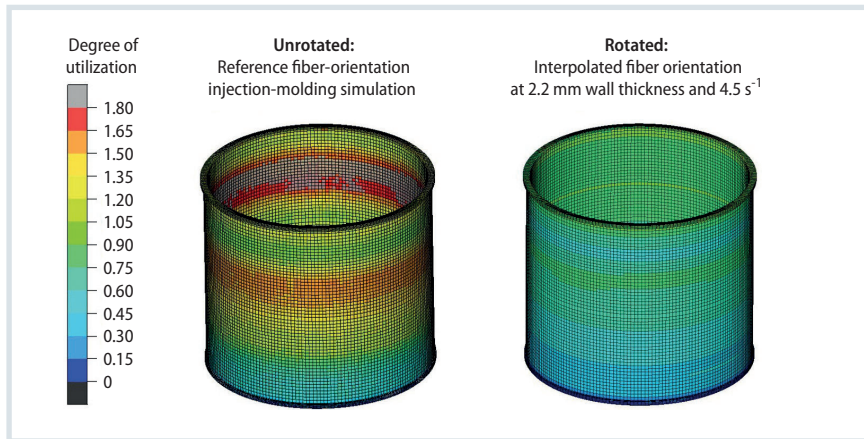 Degree of
utilization
1.80
1.65
1.50
1.35
1.20
1.05
0.90
0.75
0.60
0.45
0.30
0.15
0
Unrotated:
Reference fiber-orientation
injection-molding simulation
Rotated:
Interpolated fiber orientation
at 2.2 mm wall thickness and 4.5 s⁻¹